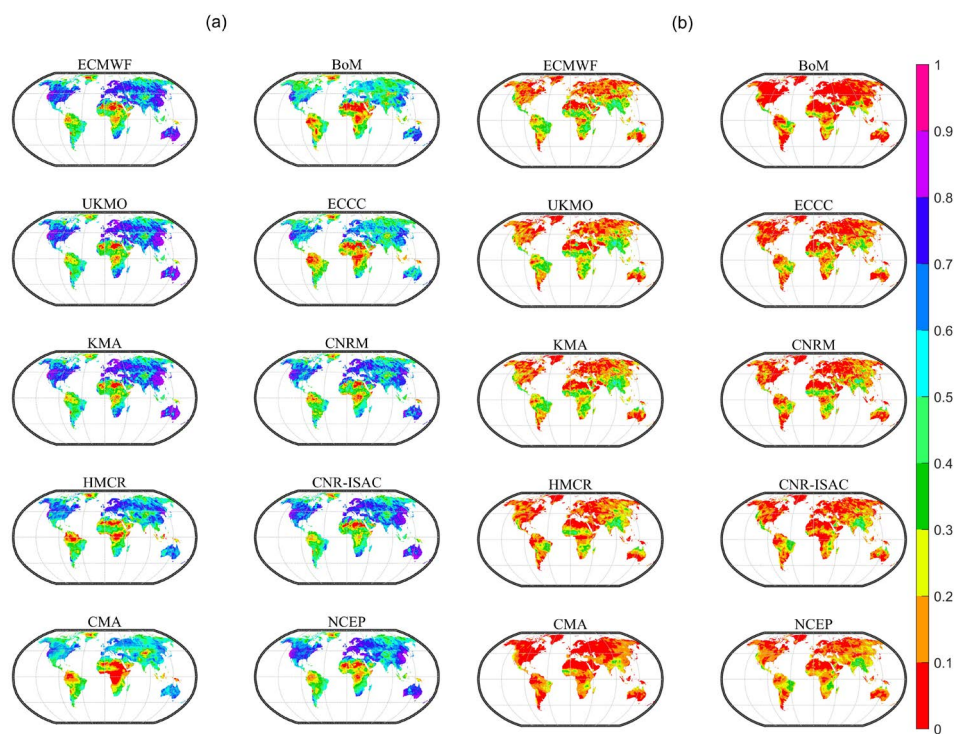 (a) (b)
ECMWF BoM ECMWF BoM
UKMO ECCC UKMO ECCC
KMA CNRM KMA CNRM
HMCR CNR-ISAC HMCR CNR-ISAC
CMA NCEP CMA NCEP
1
0.9
0.8
0.7
0.6
0.5
0.4
0.3
0.2
0.1
0